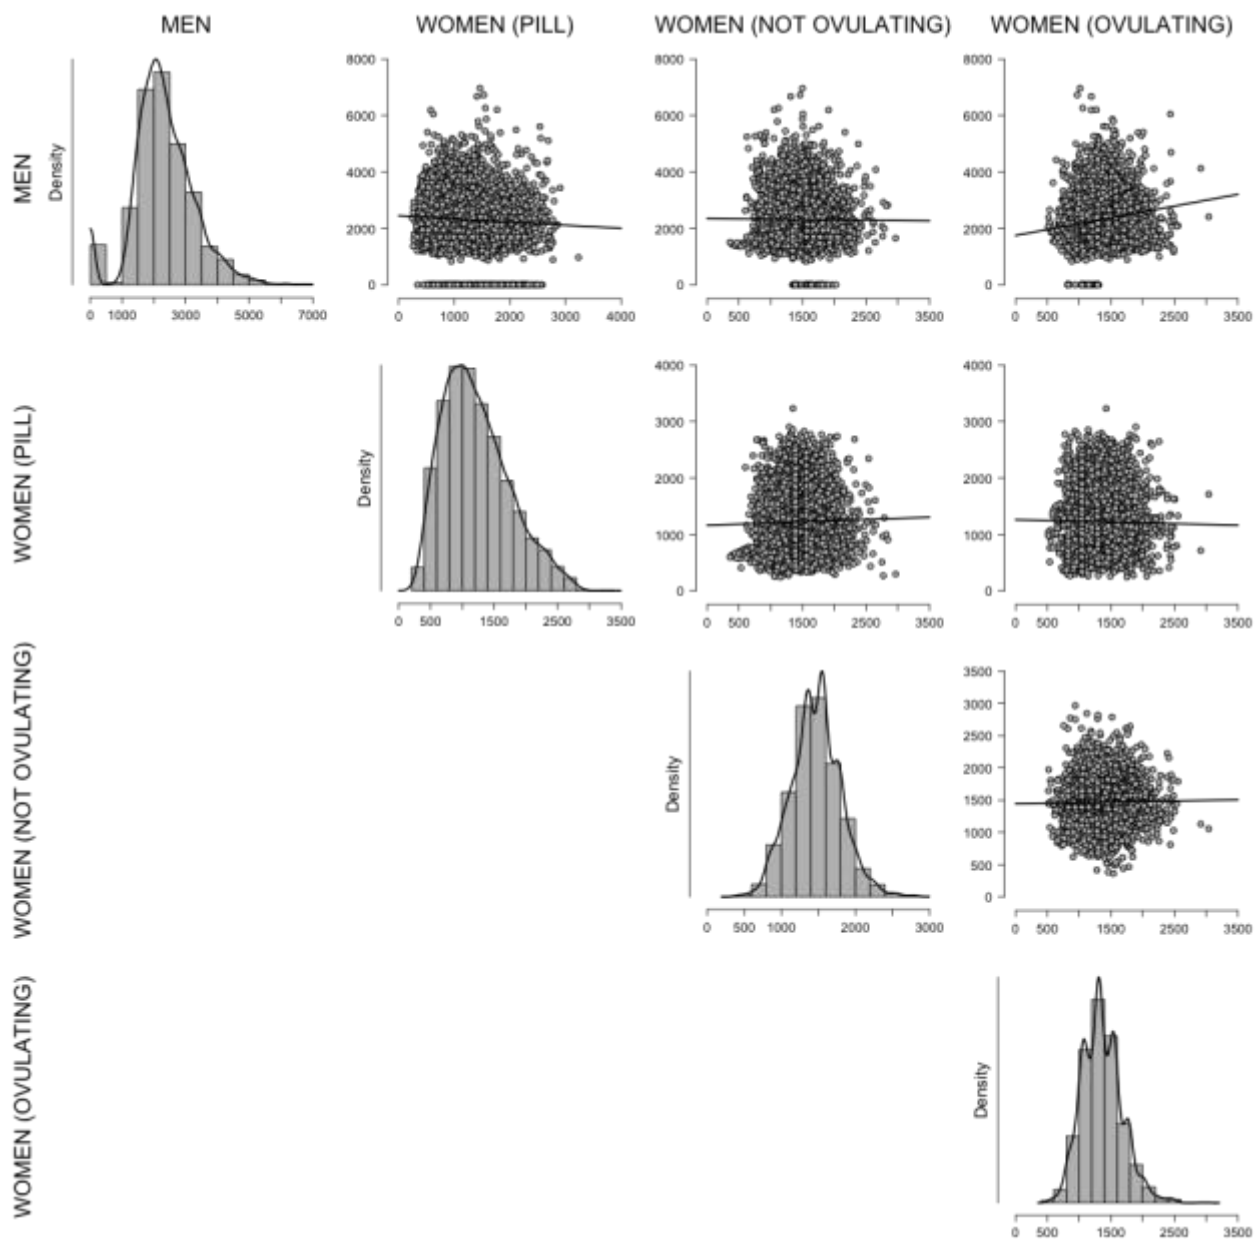 MEN WOMEN (PILL) WOMEN (NOT OVULATING) WOMEN (OVULATING)
MEN
Density
0 1000 3000 5000 7000
8000
6000
4000
2000
0
0 1000 2000 3000 4000
8000
6000
4000
2000
0
0 500 1500 2500 3500
8000
6000
4000
2000
0
0 500 1500 2500 3500
WOMEN (PILL)
Density
0 500 1500 2500 3500
4000
3000
2000
1000
0
0 500 1500 2500 3500
4000
3000
2000
1000
0
0 500 1500 2500 3500
WOMEN (NOT OVULATING)
Density
0 500 1000 2000 3000
3500
3000
2500
2000
1500
1000
500
0
0 500 1500 2500 3500
WOMEN (OVULATING)
Density
0 500 1500 2500 3500